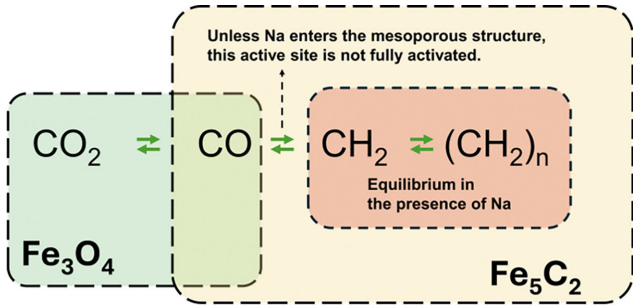 Unless Na enters the mesoporous structure,
this active site is not fully activated.
CO₂ ⇌ CO ⇌ CH₂ ⇌ (CH₂)ₙ
Equilibrium in
the presence of Na
Fe₃O₄
Fe₅C₂